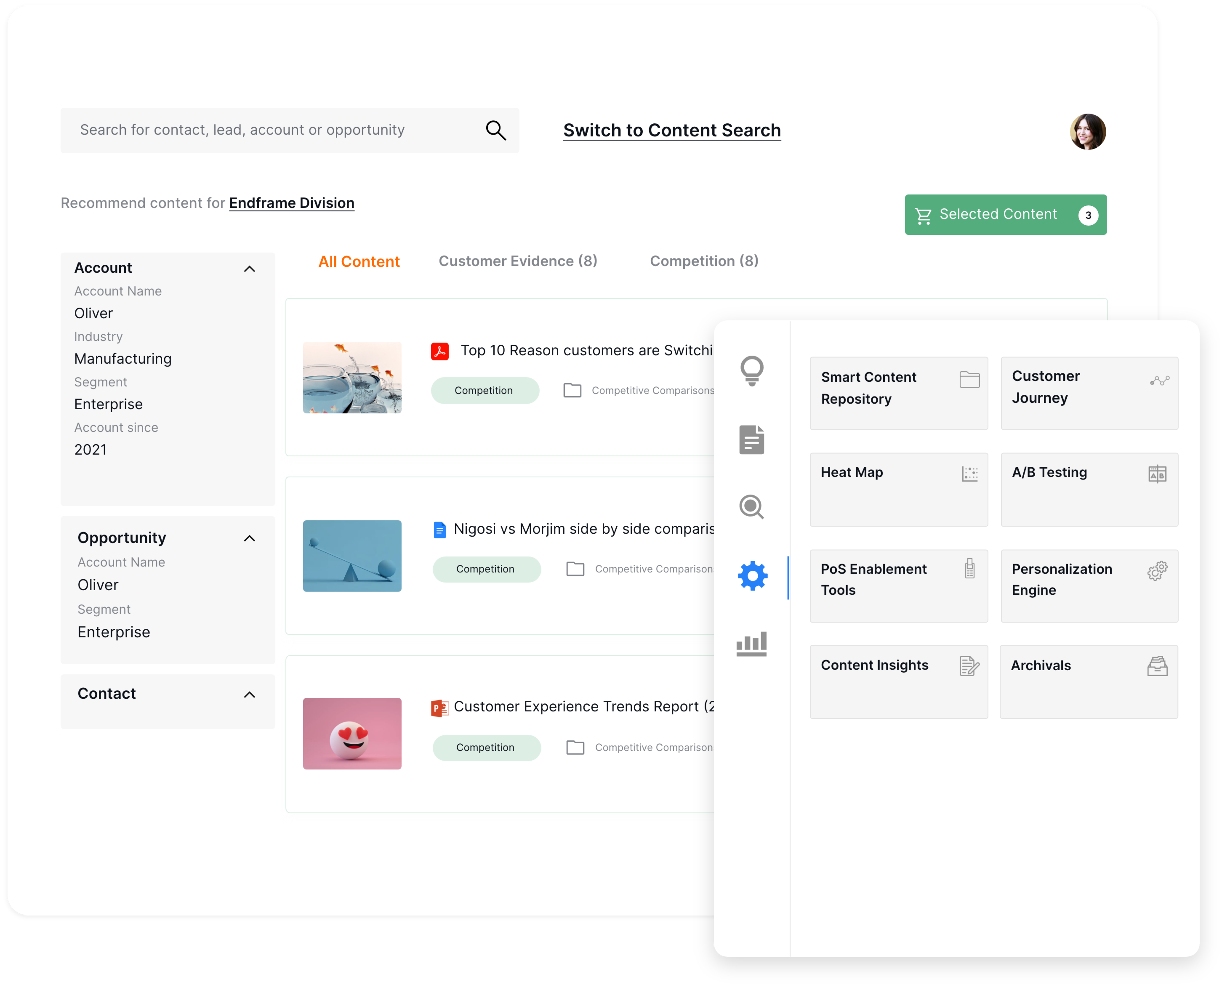 Search for contact, lead, account or opportunity
Switch to Content Search
Recommend content for Endframe Division
Selected Content 3
Account
Account Name
Oliver
Industry
Manufacturing
Segment
Enterprise
Account since
2021
Opportunity
Account Name
Oliver
Segment
Enterprise
Contact
All Content
Customer Evidence (8)
Competition (8)
Top 10 Reason customers are Switchi
Competition
Competitive Comparisons
Nigosi vs Morjim side by side comparis
Competition
Competitive Comparison
Customer Experience Trends Report (2
Competition
Competitive Comparison
Smart Content
Repository
Customer
Journey
Heat Map
A/B Testing
A B
PoS Enablement
Tools
Personalization
Engine
Content Insights
Archivals